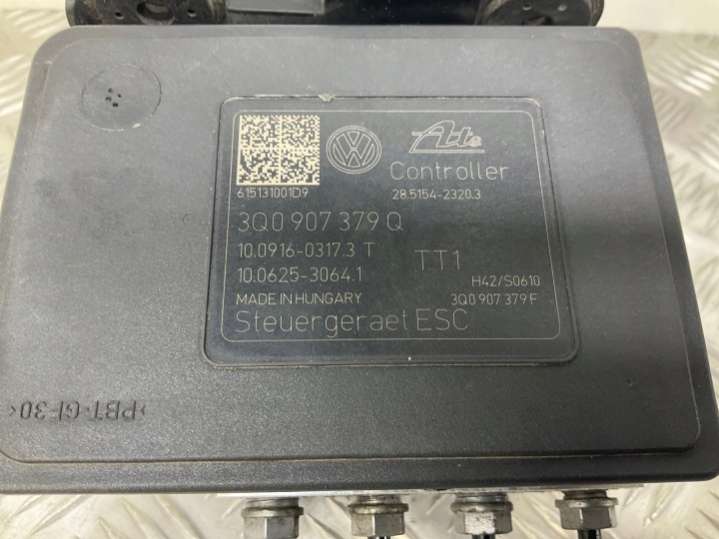 Ate
Controller
615131001D9
28.5154-2320.3
3Q0 907 379 Q
10.0916-0317.3 T
TT1
10.0625-3064.1
H42/S0610
MADE IN HUNGARY
3Q0 907 379 F
Steuergeraet ESC
>PBT-GF30<